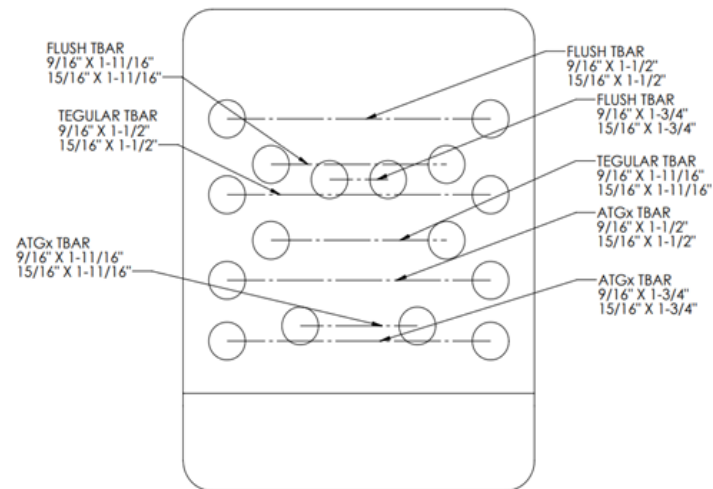 FLUSH TBAR
9/16" X 1-11/16"
15/16" X 1-11/16"
TEGULAR TBAR
9/16" X 1-1/2"
15/16" X 1-1/2"
ATGx TBAR
9/16" X 1-11/16"
15/16" X 1-11/16"
FLUSH TBAR
9/16" X 1-1/2"
15/16" X 1-1/2"
FLUSH TBAR
9/16" X 1-3/4"
15/16" X 1-3/4"
TEGULAR TBAR
9/16" X 1-11/16"
15/16" X 1-11/16"
ATGx TBAR
9/16" X 1-1/2"
15/16" X 1-1/2"
ATGx TBAR
9/16" X 1-3/4"
15/16" X 1-3/4"